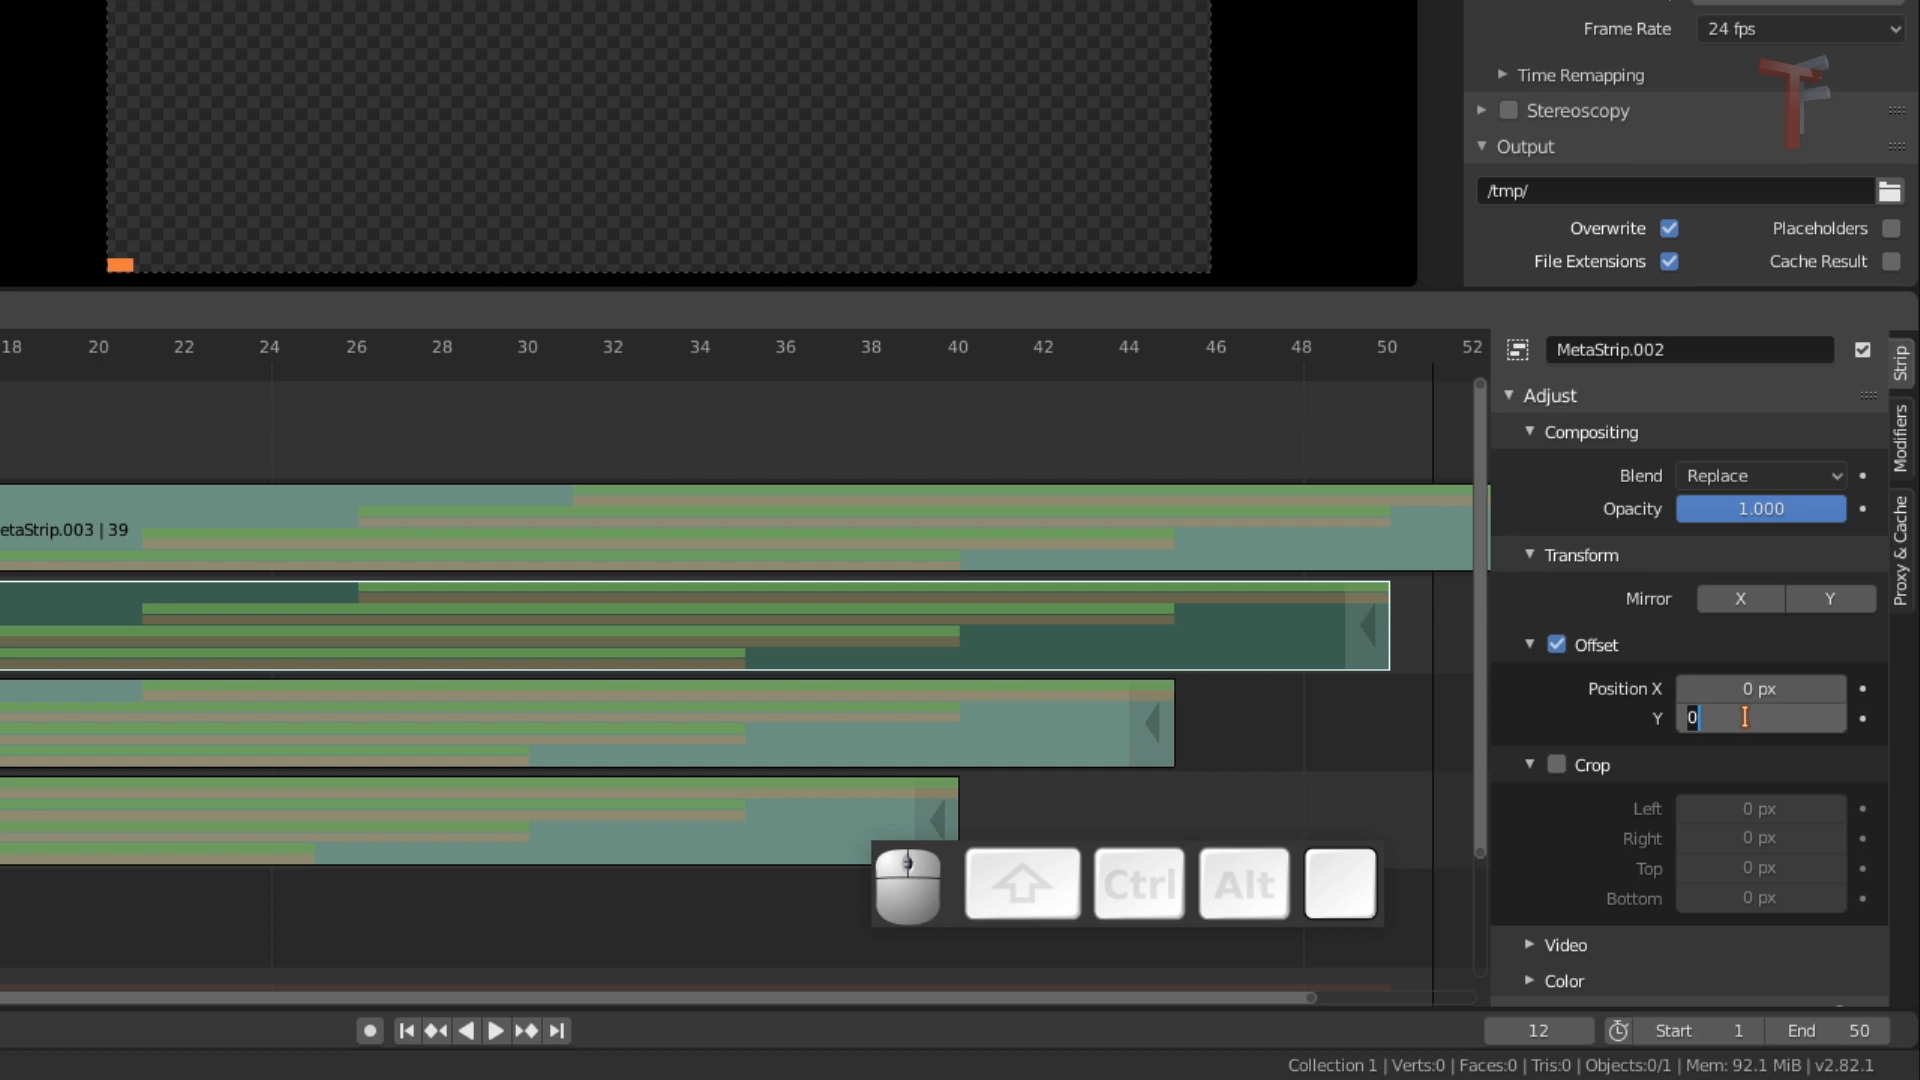 Frame Rate 24 fps
Time Remapping
Stereoscopy
Output
/tmp/
Overwrite Placeholders
File Extensions Cache Result
18 20 22 24 26 28 30 32 34 36 38 40 42 44 46 48 50 52
MetaStrip.002
Strip
Modifiers
Proxy & Cache
Adjust
Compositing
Blend Replace
Opacity 1.000
etaStrip.003 | 39
Transform
Mirror X Y
Offset
Position X 0 px
Y 0
Crop
Left 0 px
Right 0 px
Top 0 px
Bottom 0 px
Ctrl Alt
Video
Color
12 Start 1 End 50
Collection 1 | Verts:0 | Faces:0 | Tris:0 | Objects:0/1 | Mem: 92.1 MiB | v2.82.1